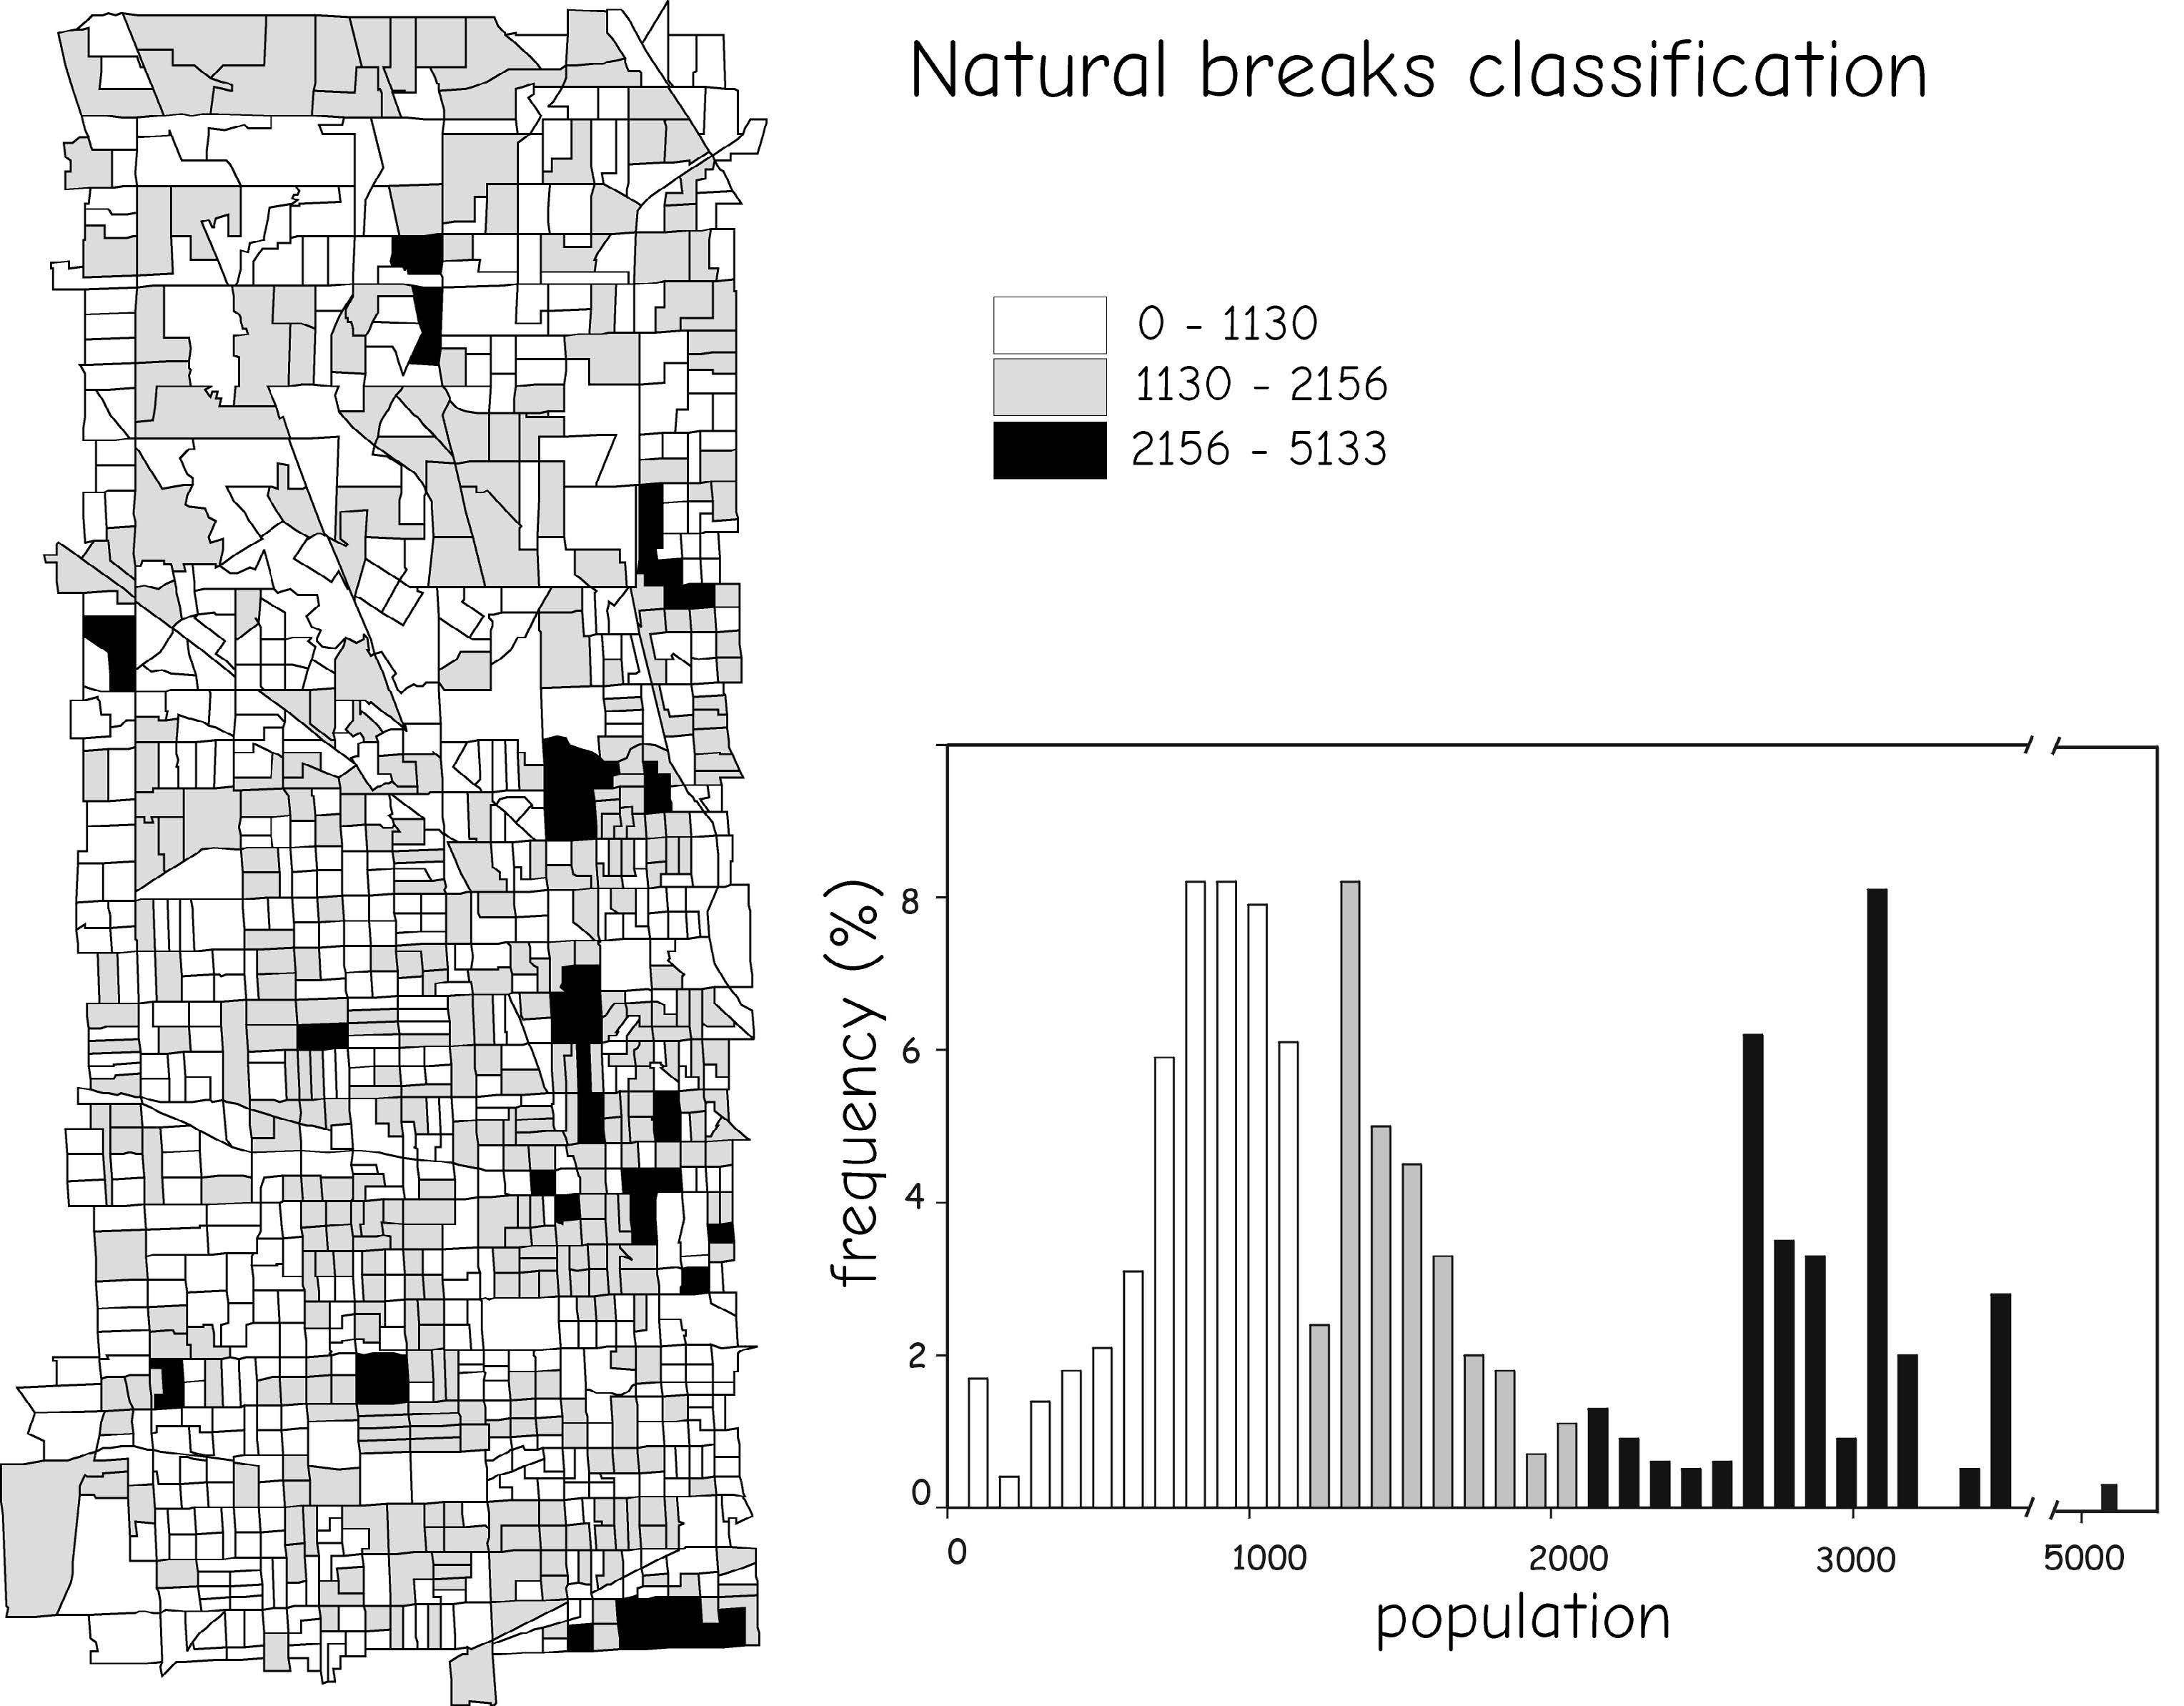 Natural breaks classification
0 - 1130
1130 - 2156
2156 - 5133
frequency (%)
8
6
4
2
0
0 1000 2000 3000 5000
population